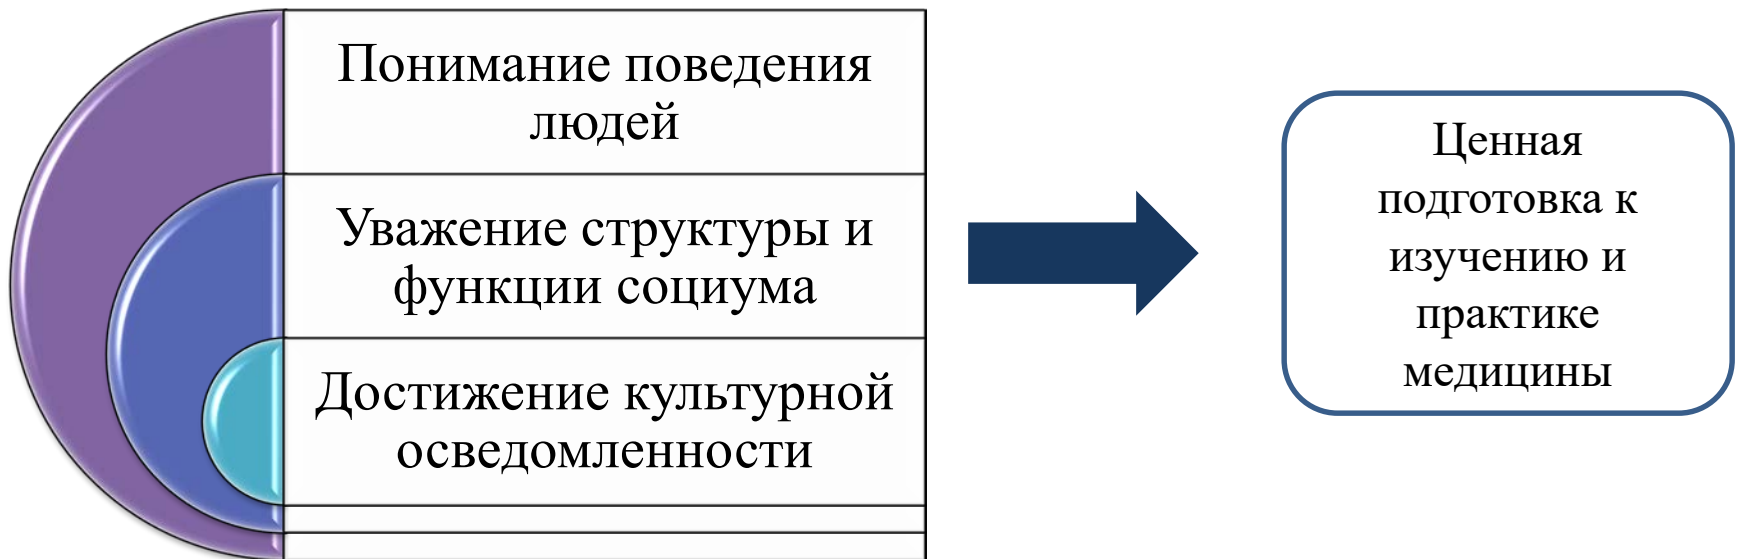 Понимание поведения
людей
Уважение структуры и
функции социума
Достижение культурной
осведомленности
Ценная
подготовка к
изучению и
практике
медицины